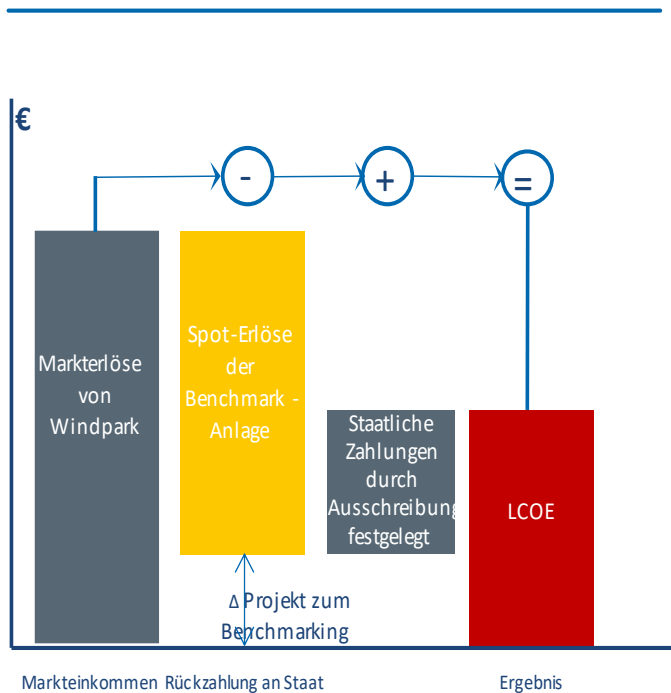 €
- + =
Markterlöse
von
Windpark
Spot-Erlöse
der
Benchmark -
Anlage
Staatliche
Zahlungen
durch
Ausschreibung
festgelegt
LCOE
Δ Projekt zum
Benchmarking
Markteinkommen Rückzahlung an Staat Ergebnis